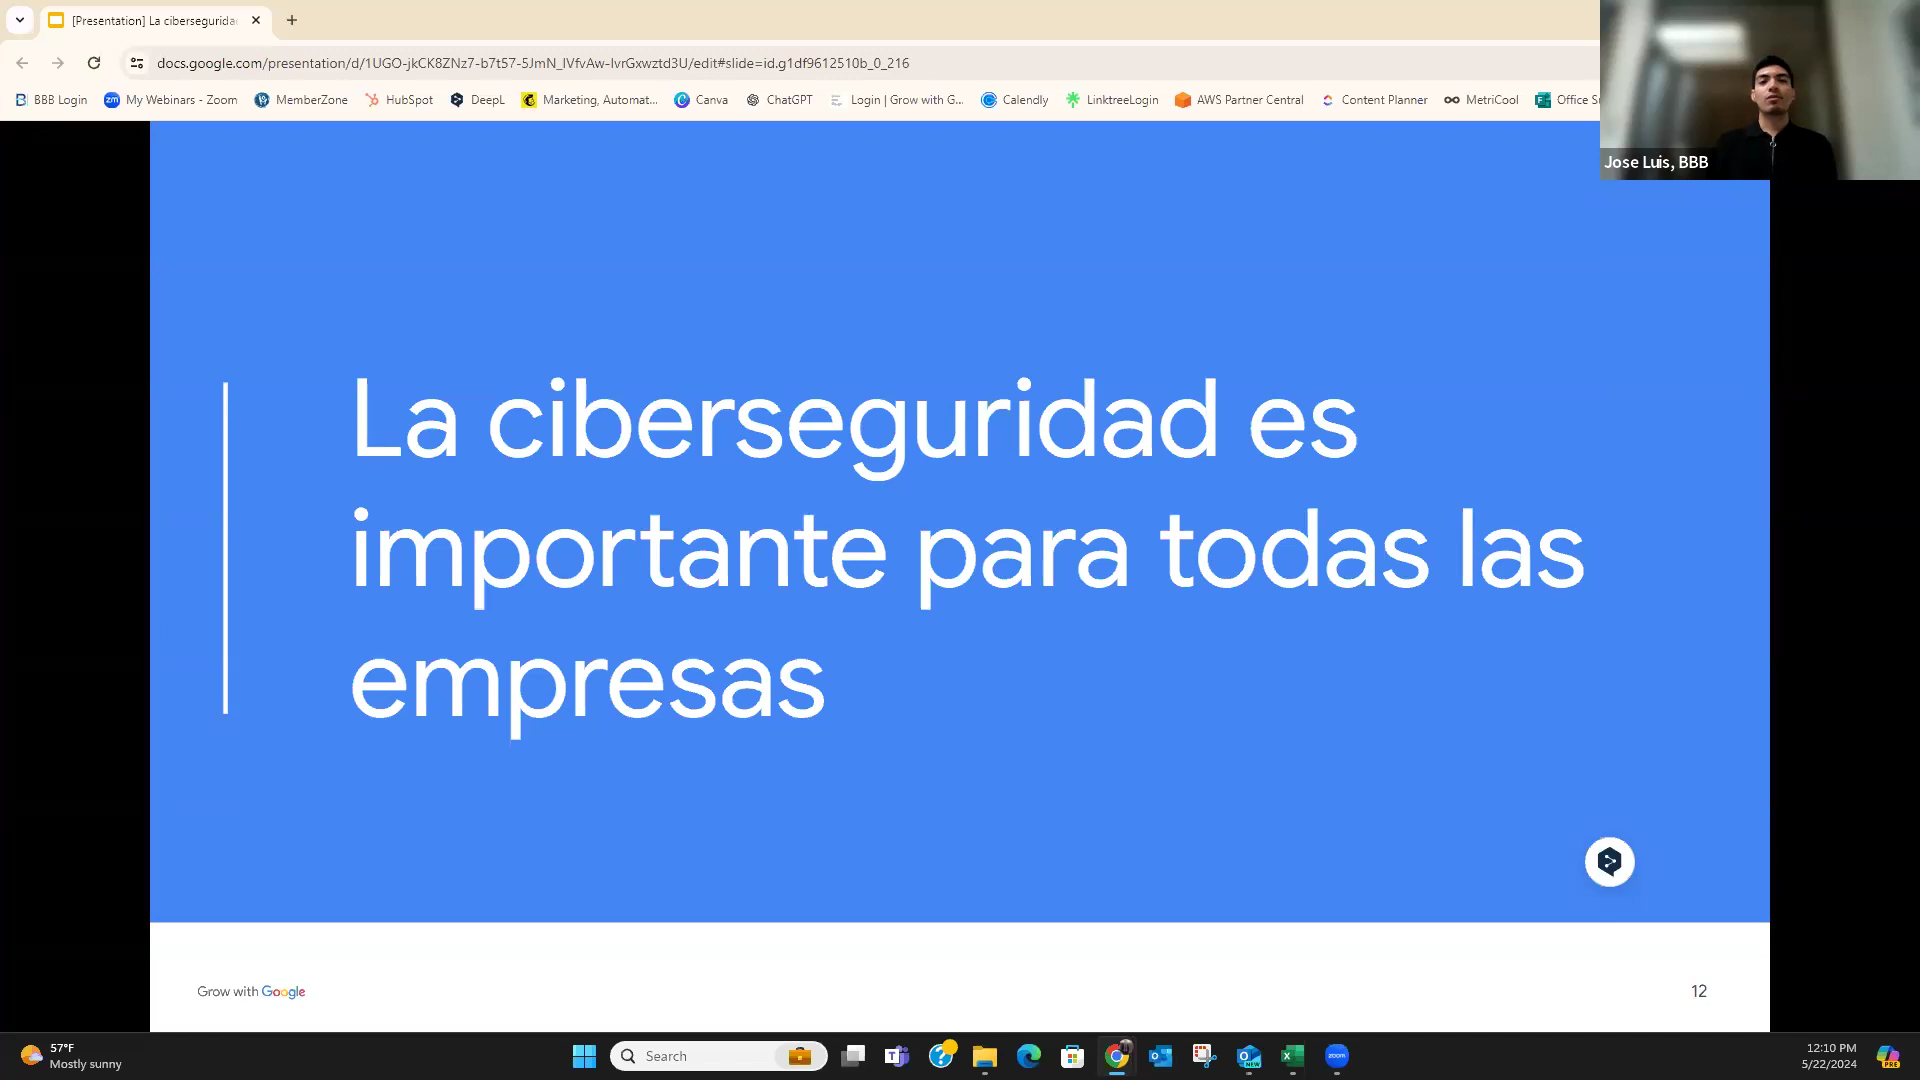 [Presentation] La cibersegurida
docs.google.com/presentation/d/1UGO-jkCK8ZNz7-b7t57-5JmN_lVfvAw-lvrGxwztd3U/edit#slide=id.g1df9612510b_0_216
BBB Login My Webinars - Zoom MemberZone HubSpot DeepL Marketing, Automat... Canva ChatGPT Login | Grow with G... Calendly LinktreeLogin AWS Partner Central Content Planner MetriCool Office Su
Jose Luis, BBB
La ciberseguridad es
importante para todas las
empresas
Grow with Google
12
57°F
Mostly sunny
Search
12:10 PM
5/22/2024